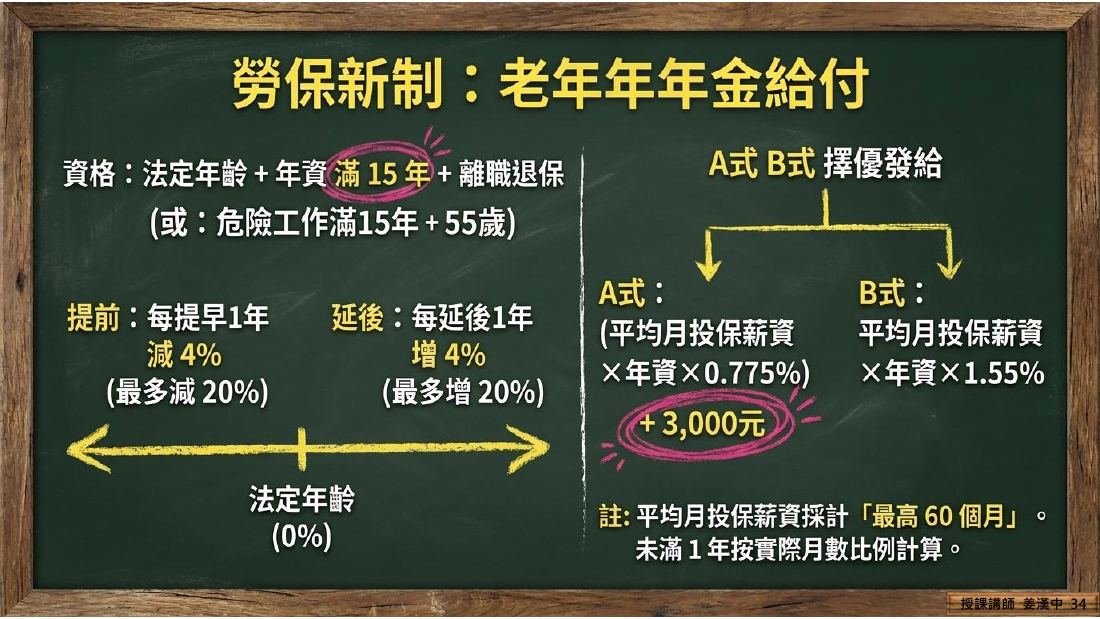 勞保新制：老年年年金給付
資格：法定年齡 + 年資 滿 15 年 + 離職退保
(或：危險工作滿15年 + 55歲)
提前：每提早1年
減 4%
(最多減 20%)
延後：每延後1年
增 4%
(最多增 20%)
法定年齡
(0%)
A式 B式 擇優發給
A式：
(平均月投保薪資
×年資×0.775%)
+ 3,000元
B式：
平均月投保薪資
×年資×1.55%
註: 平均月投保薪資採計「最高 60 個月」。
未滿 1 年按實際月數比例計算。
授課講師 姜漢中 34